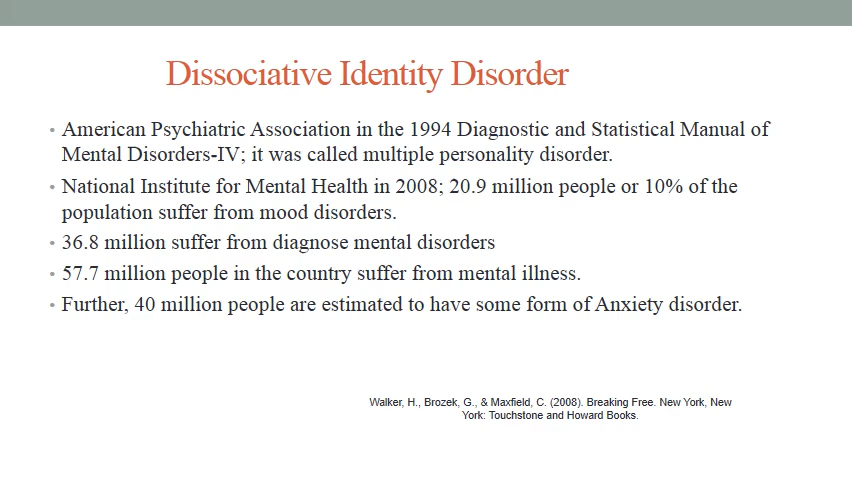 Dissociative Identity Disorder
• American Psychiatric Association in the 1994 Diagnostic and Statistical Manual of
Mental Disorders-IV; it was called multiple personality disorder.
• National Institute for Mental Health in 2008; 20.9 million people or 10% of the
population suffer from mood disorders.
• 36.8 million suffer from diagnose mental disorders
• 57.7 million people in the country suffer from mental illness.
• Further, 40 million people are estimated to have some form of Anxiety disorder.
Walker, H., Brozek, G., & Maxfield, C. (2008). Breaking Free. New York, New
York: Touchstone and Howard Books.